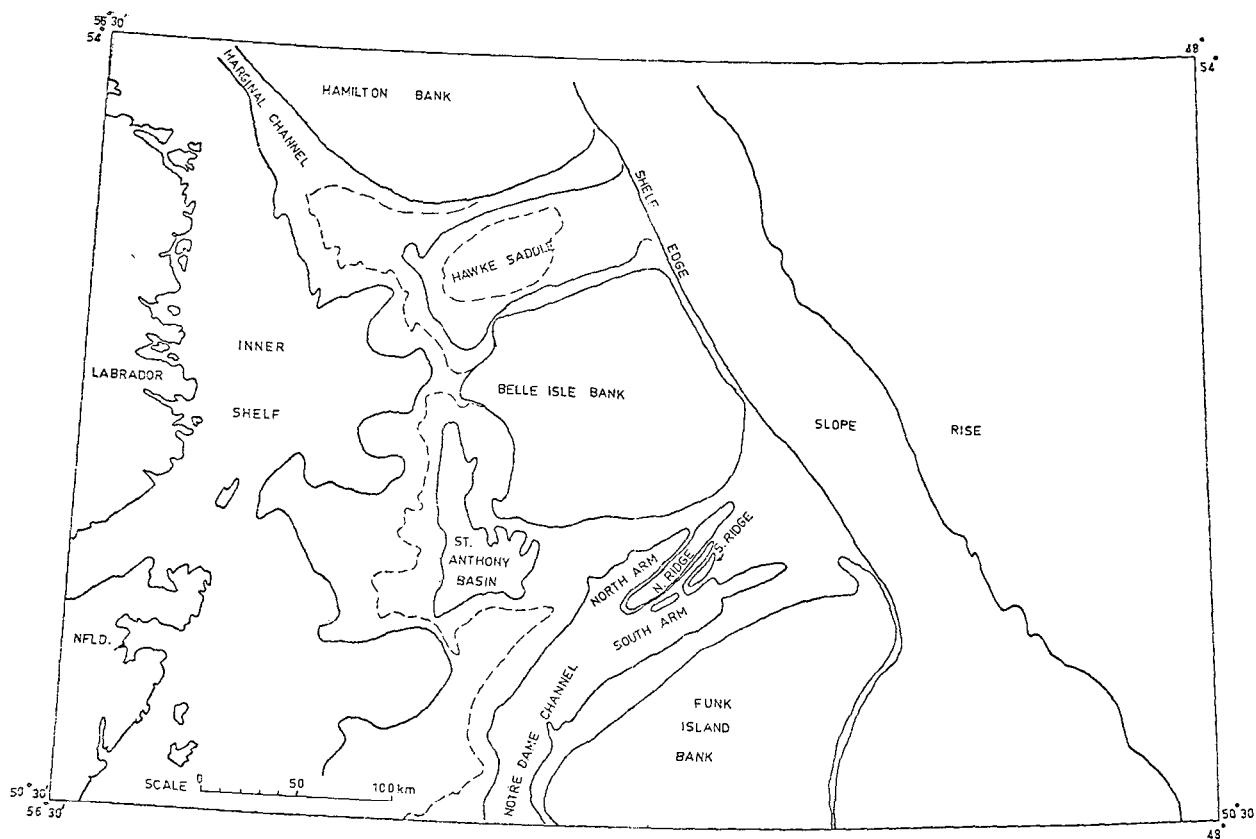 56°30'
54°
48°
54°
MARGINAL CHANNEL
HAMILTON BANK
SHELF EDGE
HAWKE SADDLE
INNER
SHELF
LABRADOR
BELLE ISLE BANK
SLOPE
RISE
ST.
ANTHONY
BASIN
NORTH ARM
N. RIDGE
S. RIDGE
SOUTH ARM
NFLD.
NOTRE DAME CHANNEL
FUNK
ISLAND
BANK
SCALE 0 50 100 km
50°30'
56°30'
50°30
48°